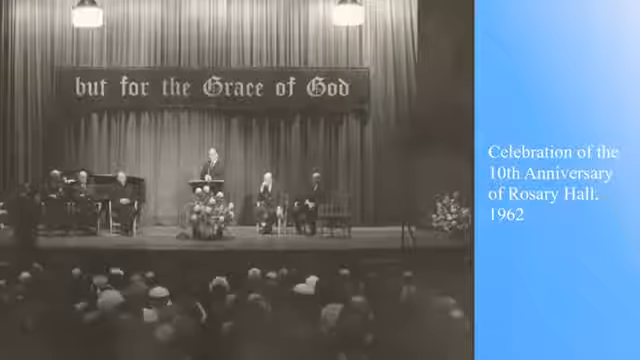 but for the Grace of God
Celebration of the
10th Anniversary
of Rosary Hall.
1962